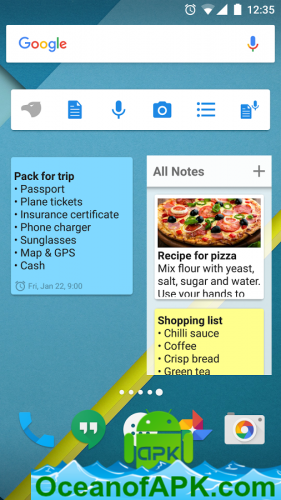 12:35
Google
Pack for trip
• Passport
• Plane tickets
• Insurance certificate
• Phone charger
• Sunglasses
• Map & GPS
• Cash
Fri, Jan 22, 9:00
All Notes
Recipe for pizza
Mix flour with yeast,
salt, sugar and water.
Use your hands to
Shopping list
• Chilli sauce
• Coffee
• Crisp bread
• Green tea
apk
OceanofAPK.com